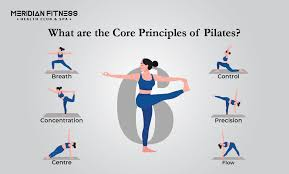 MERIDIAN FITNESS
HEALTH CLUB & SPA
What are the Core Principles of Pilates?
6
Breath
Control
Concentration
Precision
Centre
Flow